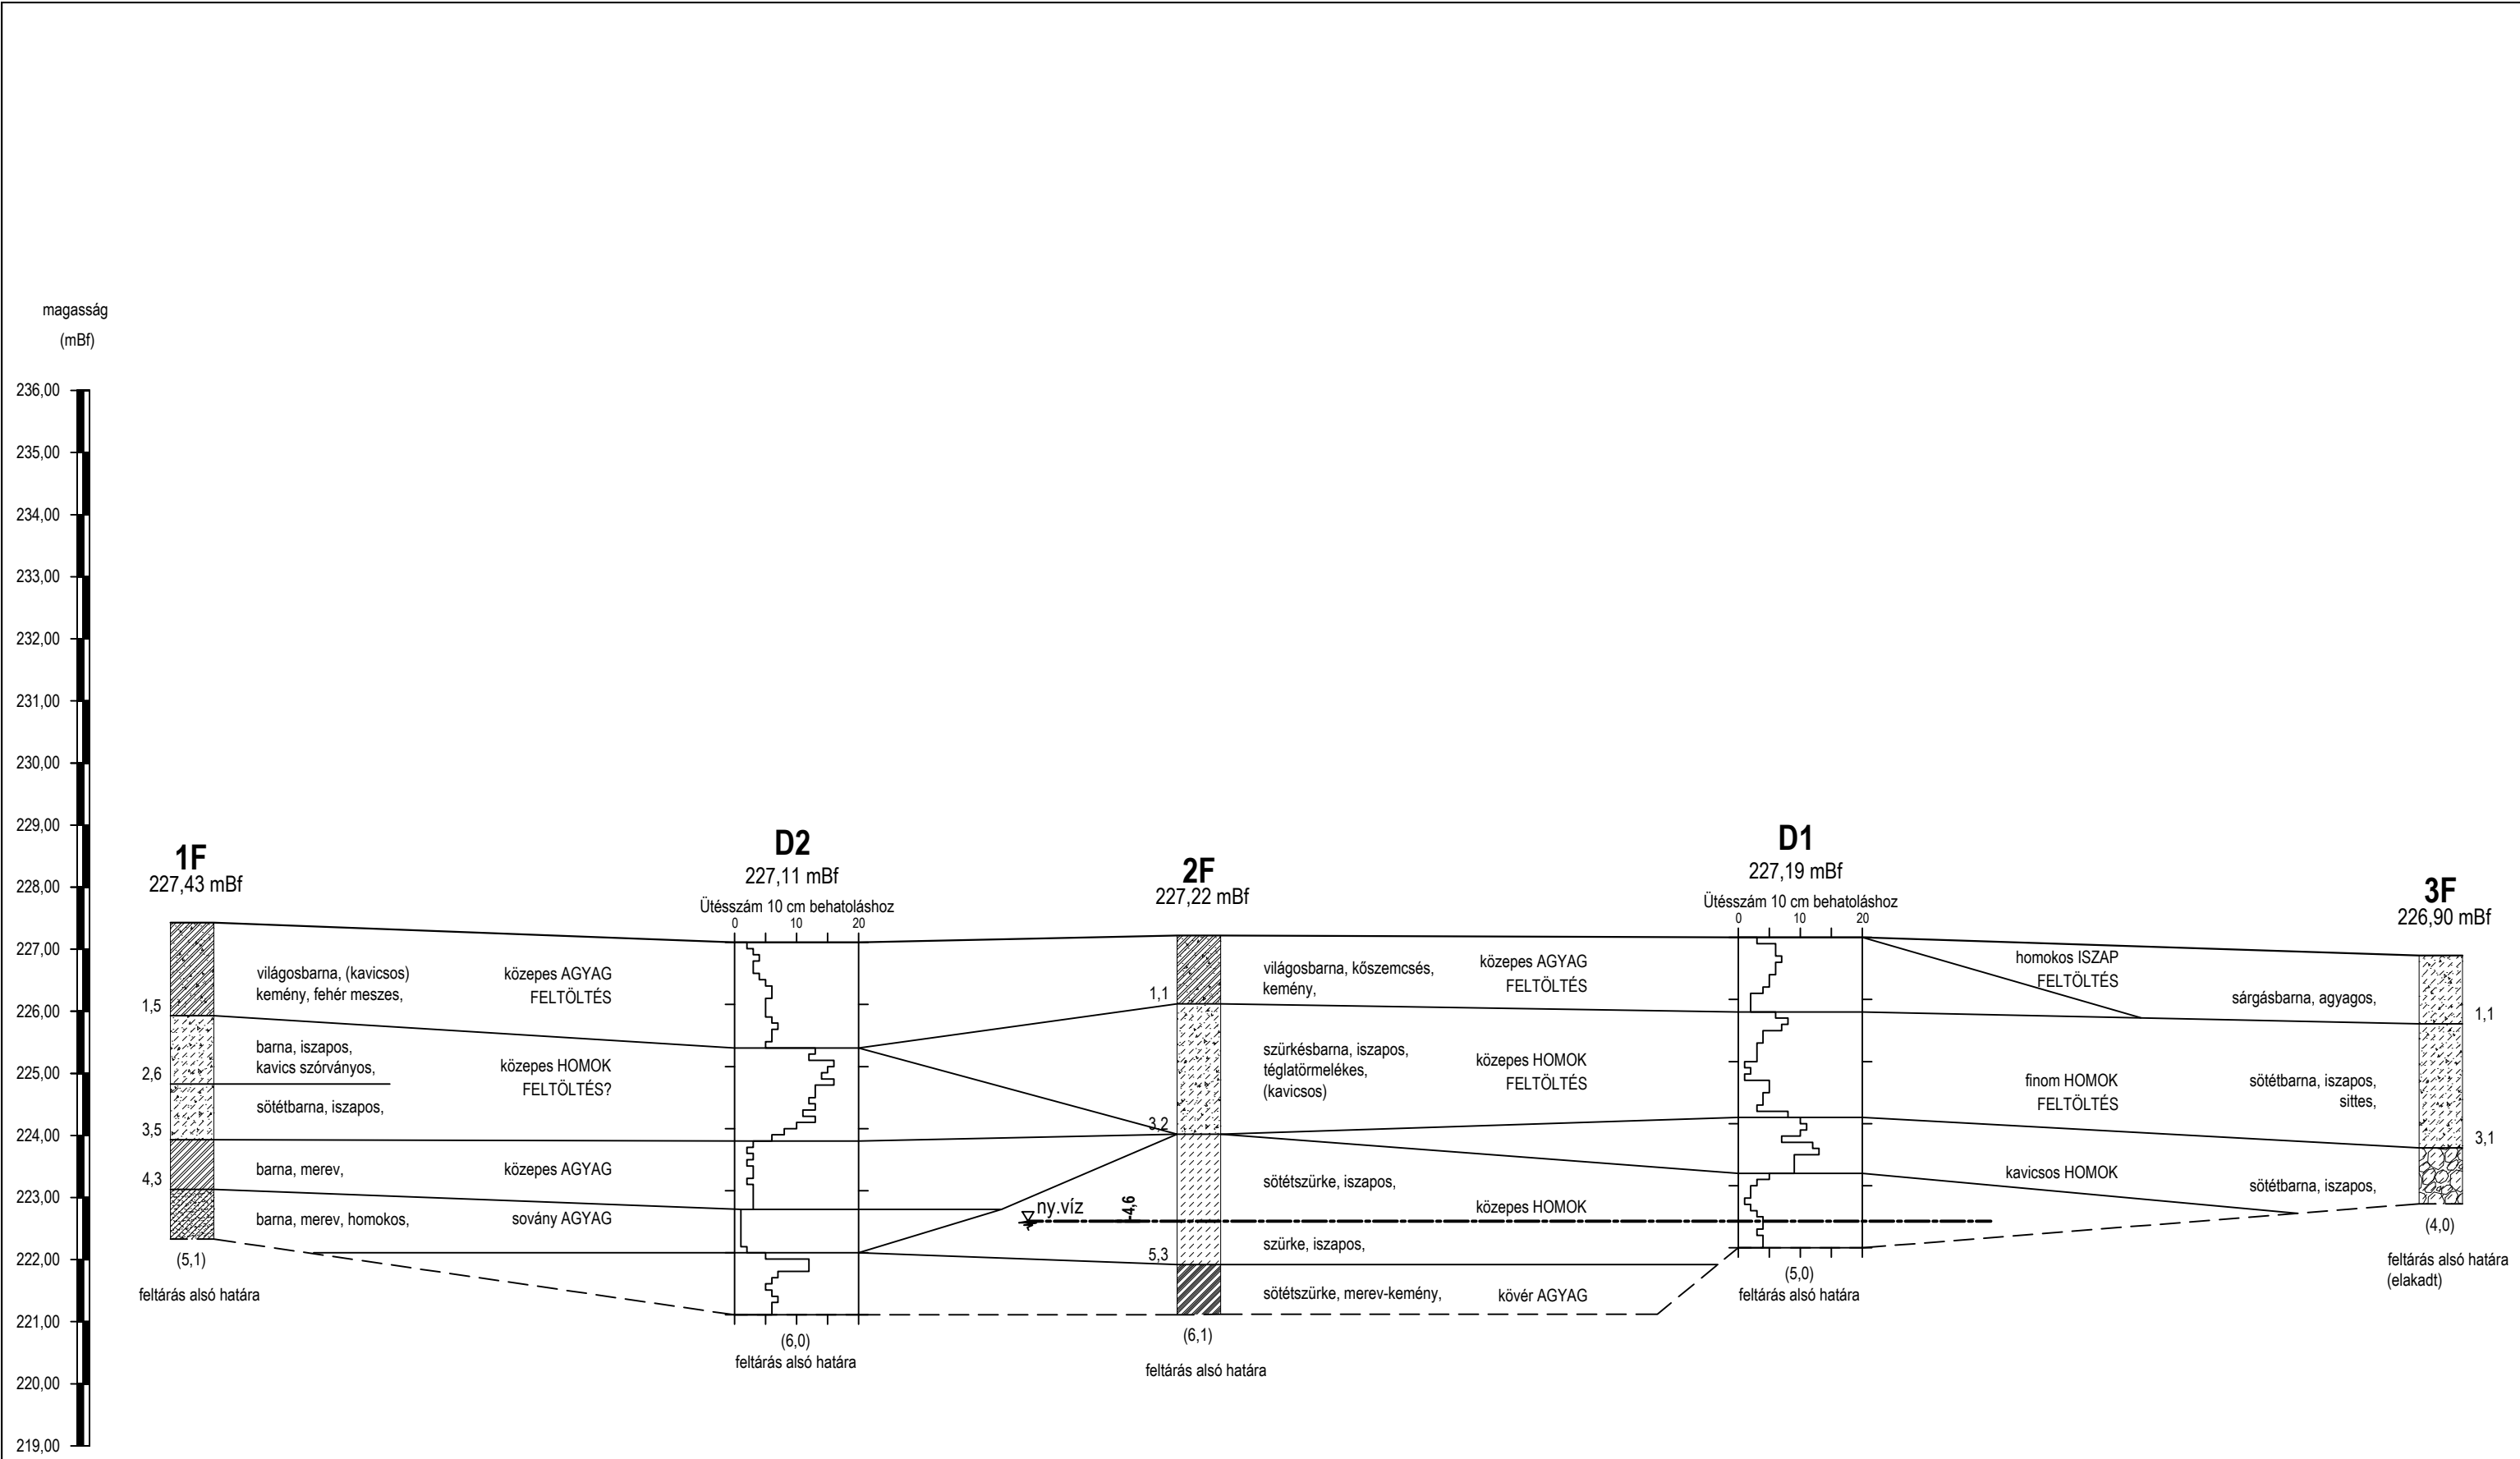 magasság
(mBf)
236,00
235,00
234,00
233,00
232,00
231,00
230,00
229,00
228,00
227,00
226,00
225,00
224,00
223,00
222,00
221,00
220,00
219,00
1F
227,43 mBf
1,5
2,6
3,5
4,3
(5,1)
feltárás alsó határa
világosbarna, (kavicsos)
kemény, fehér meszes,
közepes AGYAG
FELTÖLTÉS
barna, iszapos,
kavics szórványos,
közepes HOMOK
FELTÖLTÉS?
sötétbarna, iszapos,
barna, merev,
közepes AGYAG
barna, merev, homokos,
sovány AGYAG
D2
227,11 mBf
Ütésszám 10 cm behatoláshoz
0 10 20
(6,0)
feltárás alsó határa
2F
227,22 mBf
1,1
3,2
5,3
(6,1)
feltárás alsó határa
ny.víz
-4,6
világosbarna, kőszemcsés,
kemény,
közepes AGYAG
FELTÖLTÉS
szürkésbarna, iszapos,
téglatörmelékes,
(kavicsos)
közepes HOMOK
FELTÖLTÉS
sötétszürke, iszapos,
közepes HOMOK
szürke, iszapos,
sötétszürke, merev-kemény,
kövér AGYAG
D1
227,19 mBf
Ütésszám 10 cm behatoláshoz
0 10 20
(5,0)
feltárás alsó határa
homokos ISZAP
FELTÖLTÉS
sárgásbarna, agyagos,
finom HOMOK
FELTÖLTÉS
sötétbarna, iszapos,
sittes,
kavicsos HOMOK
sötétbarna, iszapos,
3F
226,90 mBf
1,1
3,1
(4,0)
feltárás alsó határa
(elakadt)